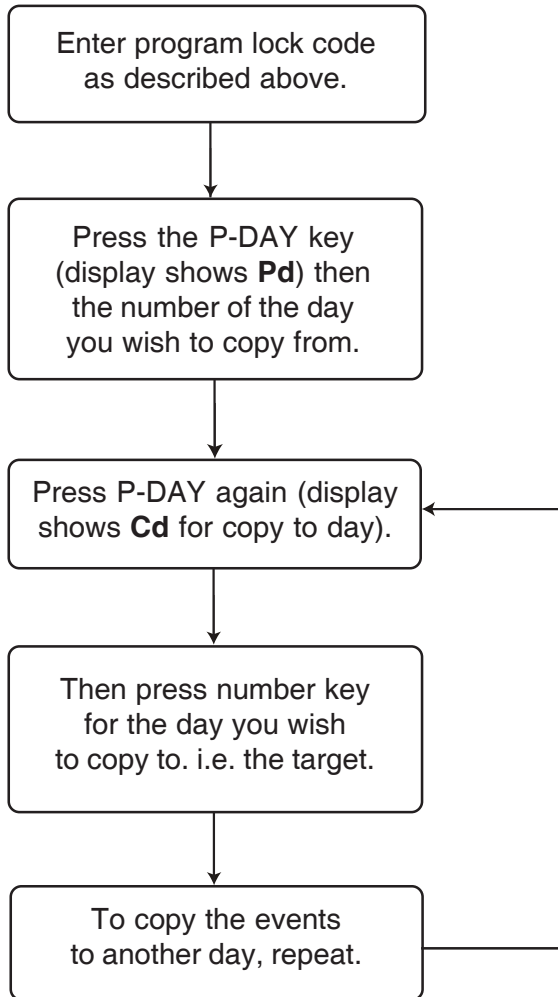 Enter program lock code
as described above.
Press the P-DAY key
(display shows Pd) then
the number of the day
you wish to copy from.
Press P-DAY again (display
shows Cd for copy to day).
Then press number key
for the day you wish
to copy to. i.e. the target.
To copy the events
to another day, repeat.